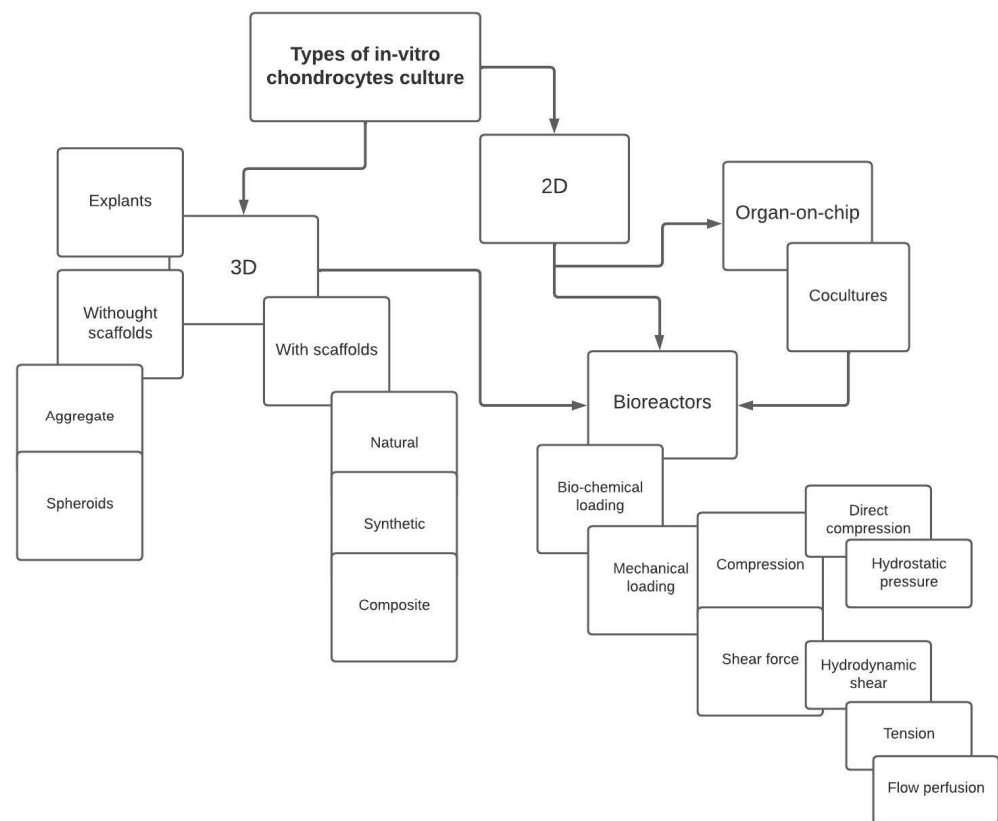 Types of in-vitro
chondrocytes culture
2D
Explants
3D
Organ-on-chip
Cocultures
Withought
scaffolds
With scaffolds
Aggregate
Spheroids
Natural
Synthetic
Composite
Bioreactors
Bio-chemical
loading
Mechanical
loading
Compression
Direct
compression
Hydrostatic
pressure
Shear force
Hydrodynamic
shear
Tension
Flow perfusion